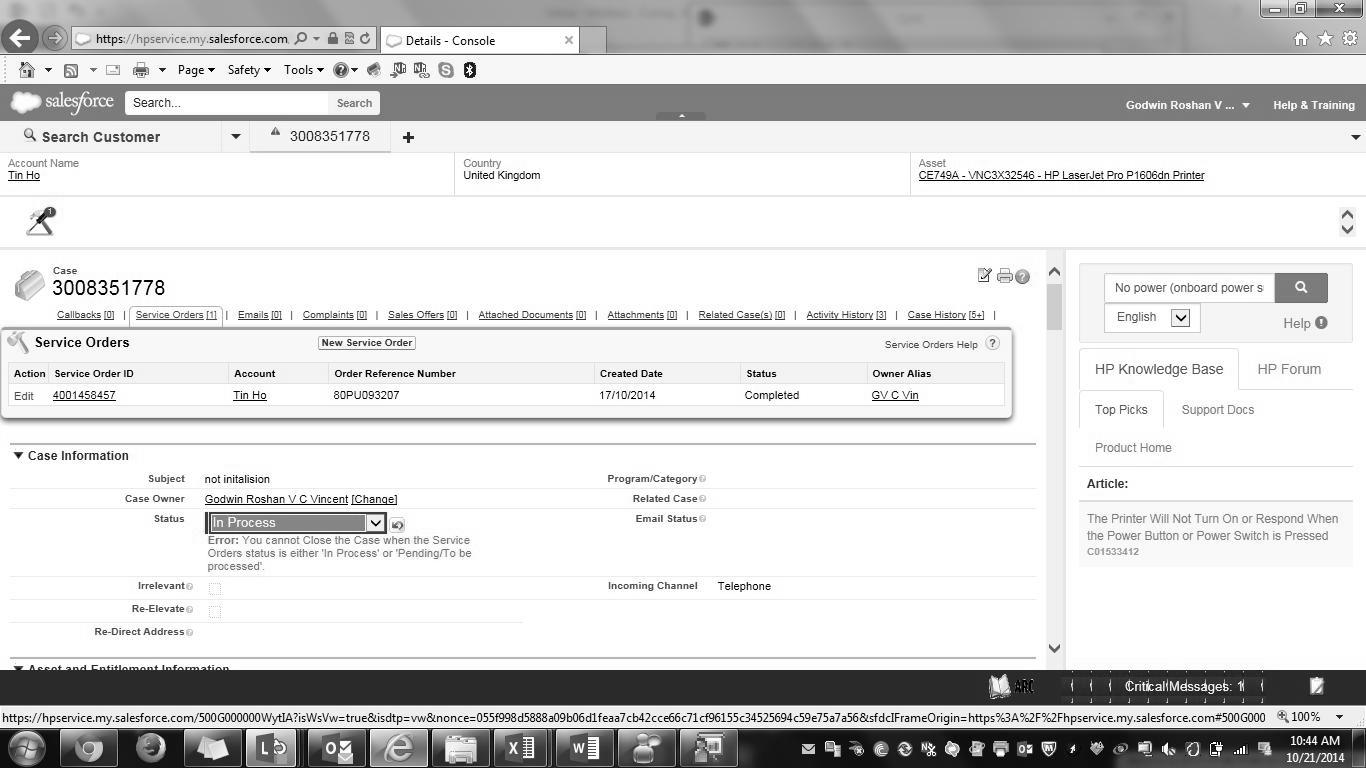 https://hpservice.my.salesforce.com
Details - Console
Page
Safety
Tools
salesforce
Search...
Search
Godwin Roshan V ...
Help & Training
Search Customer
3008351778
Account Name
Tin Ho
Country
United Kingdom
Asset
CE749A - VNC3X32546 - HP LaserJet Pro P1606dn Printer
1
Case
3008351778
Callbacks [0] | Service Orders [1] | Emails [0] | Complaints [0] | Sales Offers [0] | Attached Documents [0] | Attachments [0] | Related Case(s) [0] | Activity History [3] | Case History [5+] |
Service Orders
New Service Order
Service Orders Help
Action Service Order ID Account Order Reference Number Created Date Status Owner Alias
Edit 4001458457 Tin Ho 80PU093207 17/10/2014 Completed GV C Vin
Case Information
Subject not initalision
Program/Category
Case Owner Godwin Roshan V C Vincent [Change]
Related Case
Status In Process
Email Status
Error: You cannot Close the Case when the Service
Orders status is either 'In Process' or 'Pending/To be
processed'.
Irrelevant
Incoming Channel Telephone
Re-Elevate
Re-Direct Address
Asset and Entitlement Information
No power (onboard power s
English
Help
HP Knowledge Base
HP Forum
Top Picks
Support Docs
Product Home
Article:
The Printer Will Not Turn On or Respond When
the Power Button or Power Switch is Pressed
C01533412
ARC
Critical Messages: 1
https://hpservice.my.salesforce.com/500G000000WytIA?isWsVw=true&isdtp=vw&nonce=055f998d5888a09b06d1feaa7cb42cce66c71cf96155c34525694c59e75a7a56&sfdcIFrameOrigin=https%3A%2F%2Fhpservice.my.salesforce.com#500G000
100%
10:44 AM
10/21/2014